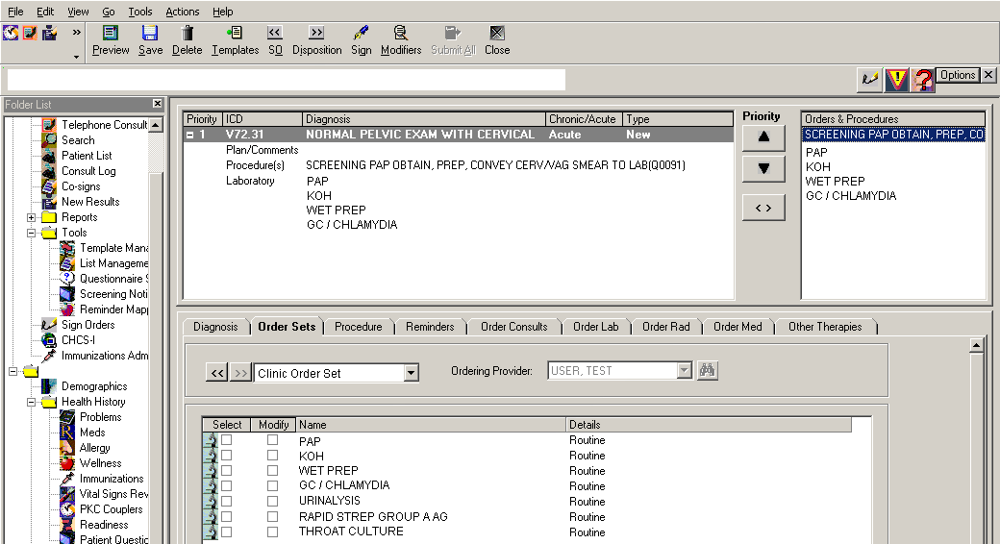 File Edit View Go Tools Actions Help
» Preview Save Delete Templates SO Disposition Sign Modifiers Submit All Close
Options
Folder List
Telephone Consult
Search
Patient List
Consult Log
Co-signs
New Results
Reports
Tools
Template Mana
List Manageme
Questionnaire S
Screening Noti
Reminder Mapp
Sign Orders
CHCS-I
Immunizations Adm
Demographics
Health History
Problems
Meds
Allergy
Wellness
Immunizations
Vital Signs Rev
PKC Couplers
Readiness
Patient Questio
Priority ICD Diagnosis Chronic/Acute Type
1 V72.31 NORMAL PELVIC EXAM WITH CERVICAL Acute New
Plan/Comments
Procedure(s) SCREENING PAP OBTAIN, PREP, CONVEY CERV/VAG SMEAR TO LAB(Q0091)
Laboratory PAP
KOH
WET PREP
GC / CHLAMYDIA
Priority
< >
Orders & Procedures
SCREENING PAP OBTAIN, PREP, CO
PAP
KOH
WET PREP
GC / CHLAMYDIA
Diagnosis Order Sets Procedure Reminders Order Consults Order Lab Order Rad Order Med Other Therapies
<< >> Clinic Order Set Ordering Provider: USER, TEST
Select Modify Name Details
PAP Routine
KOH Routine
WET PREP Routine
GC / CHLAMYDIA Routine
URINALYSIS Routine
RAPID STREP GROUP A AG Routine
THROAT CULTURE Routine